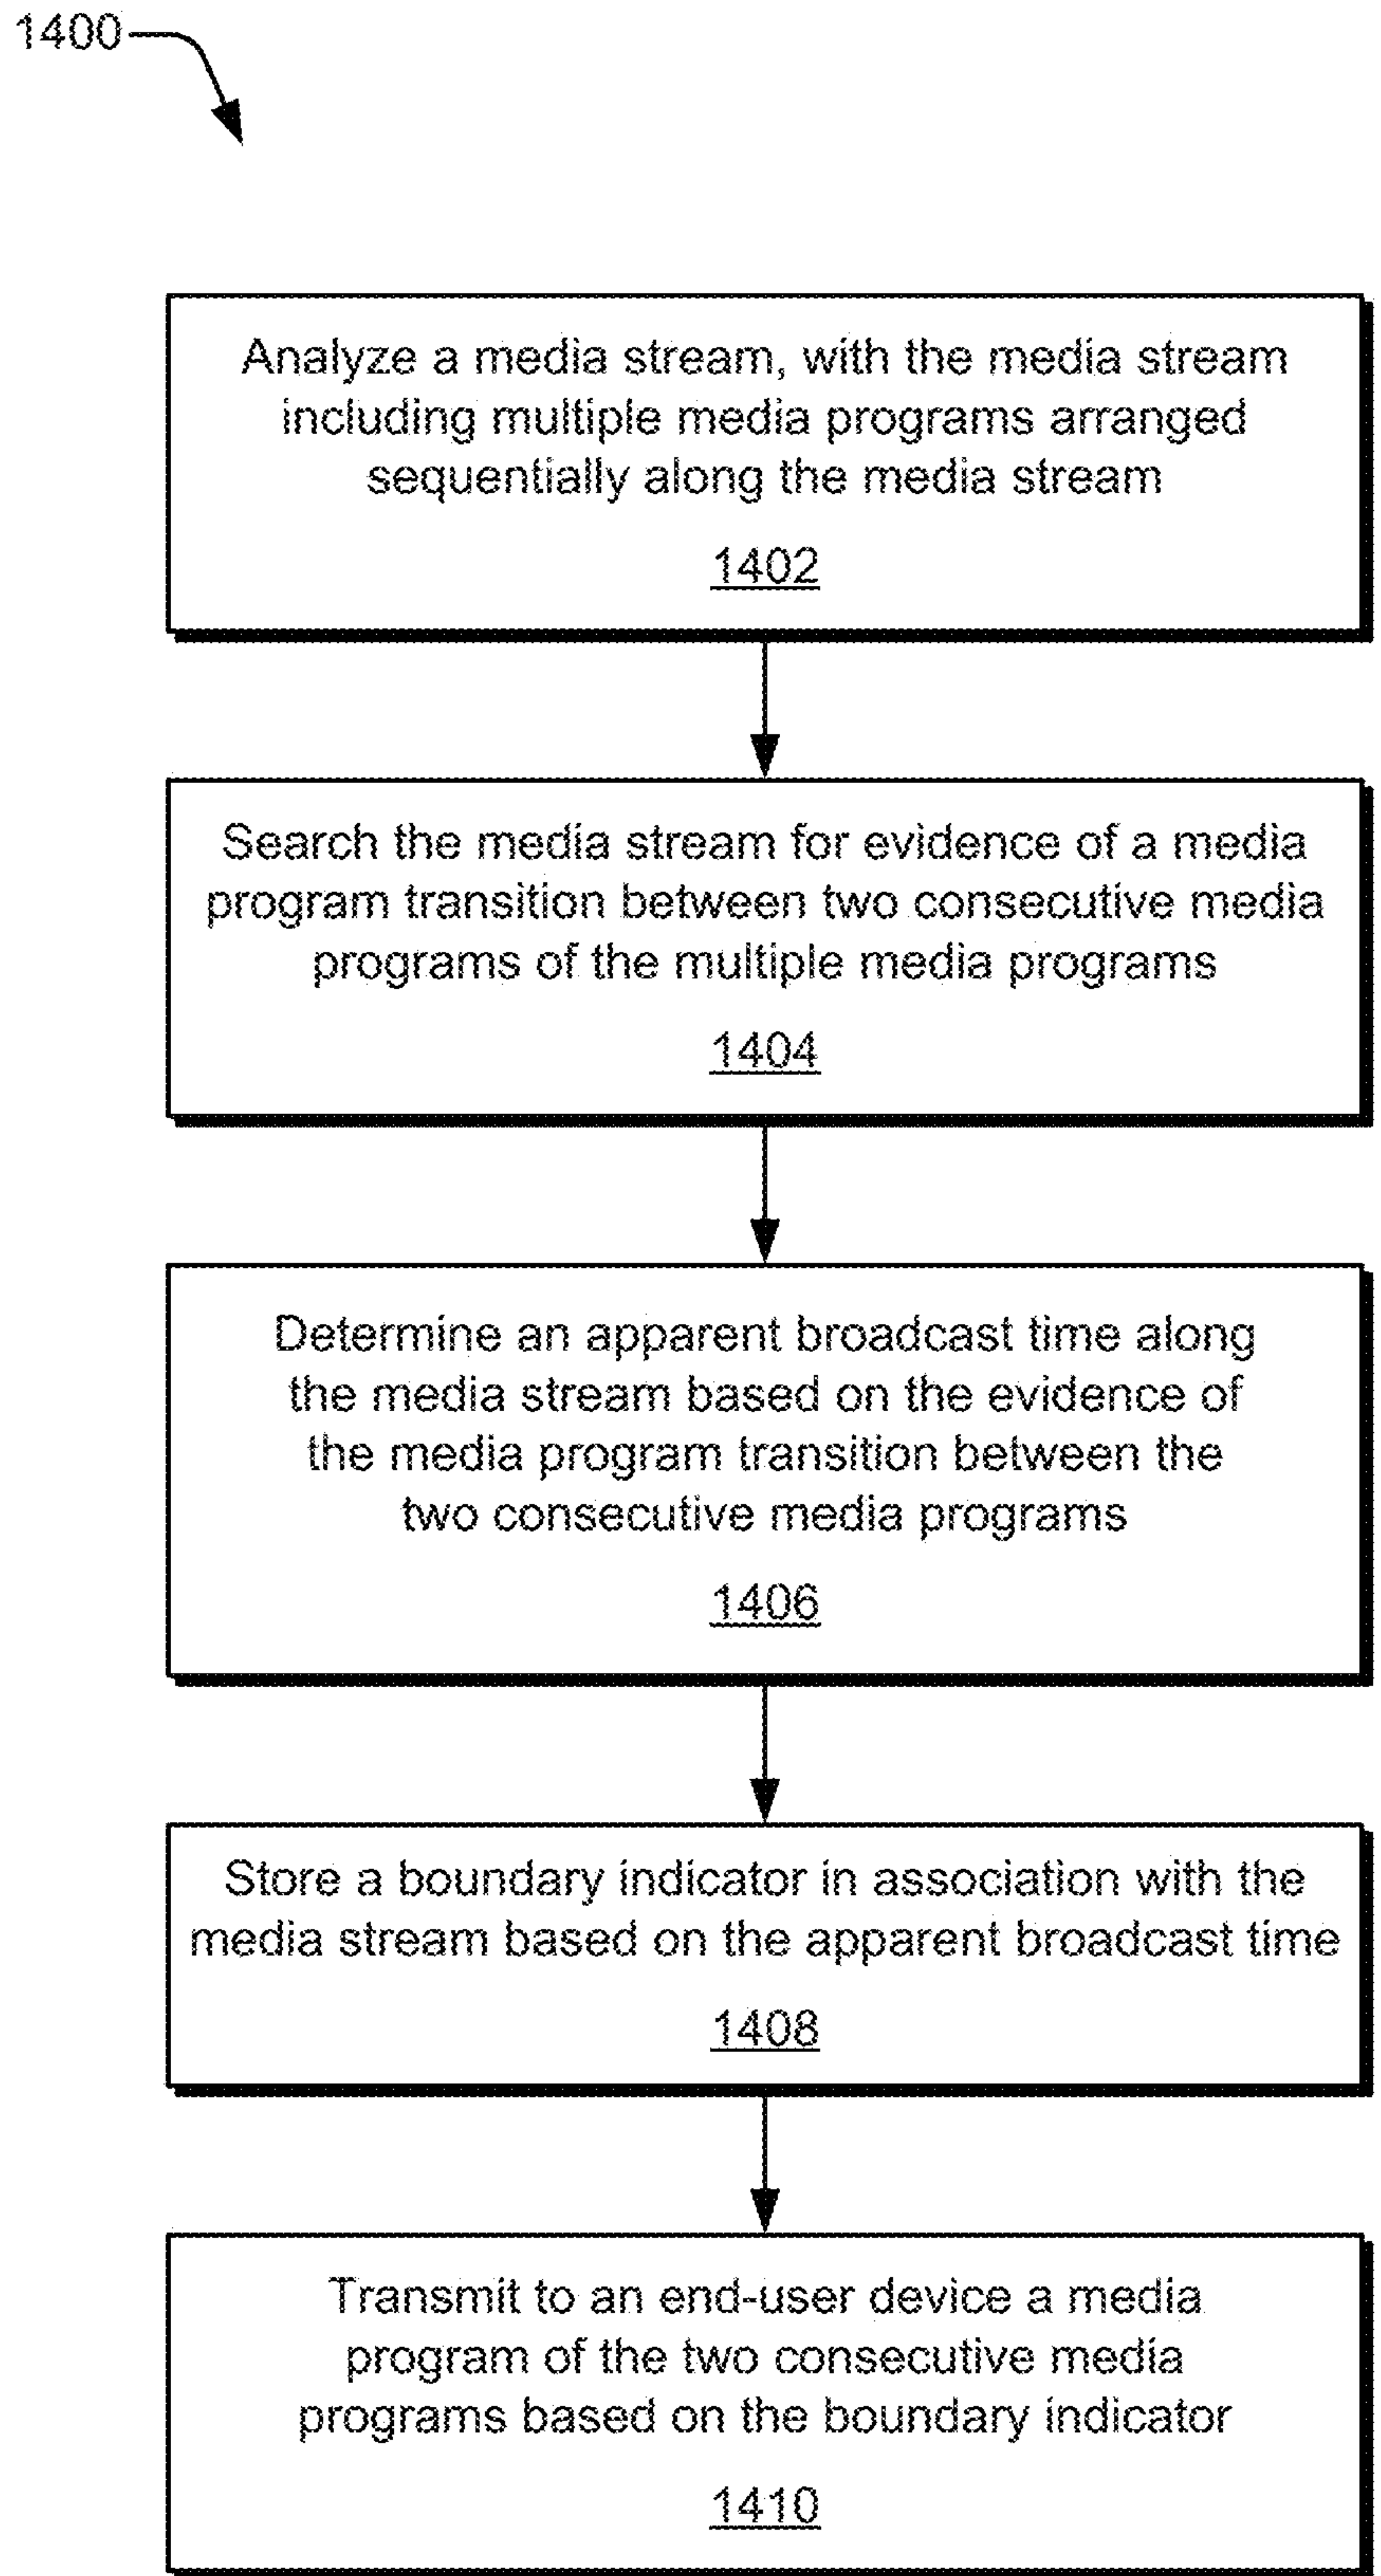 1400
Analyze a media stream, with the media stream
including multiple media programs arranged
sequentially along the media stream
1402
Search the media stream for evidence of a media
program transition between two consecutive media
programs of the multiple media programs
1404
Determine an apparent broadcast time along
the media stream based on the evidence of
the media program transition between the
two consecutive media programs
1406
Store a boundary indicator in association with the
media stream based on the apparent broadcast time
1408
Transmit to an end-user device a media
program of the two consecutive media
programs based on the boundary indicator
1410